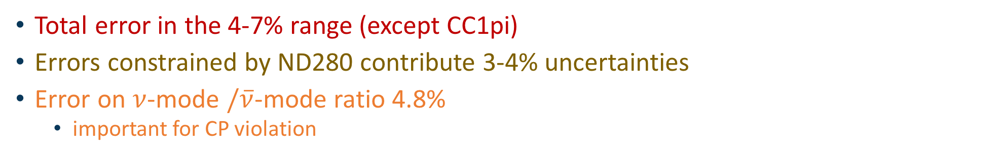 • Total error in the 4-7% range (except CC1pi)
• Errors constrained by ND280 contribute 3-4% uncertainties
• Error on ν-mode /ν̄-mode ratio 4.8%
• important for CP violation